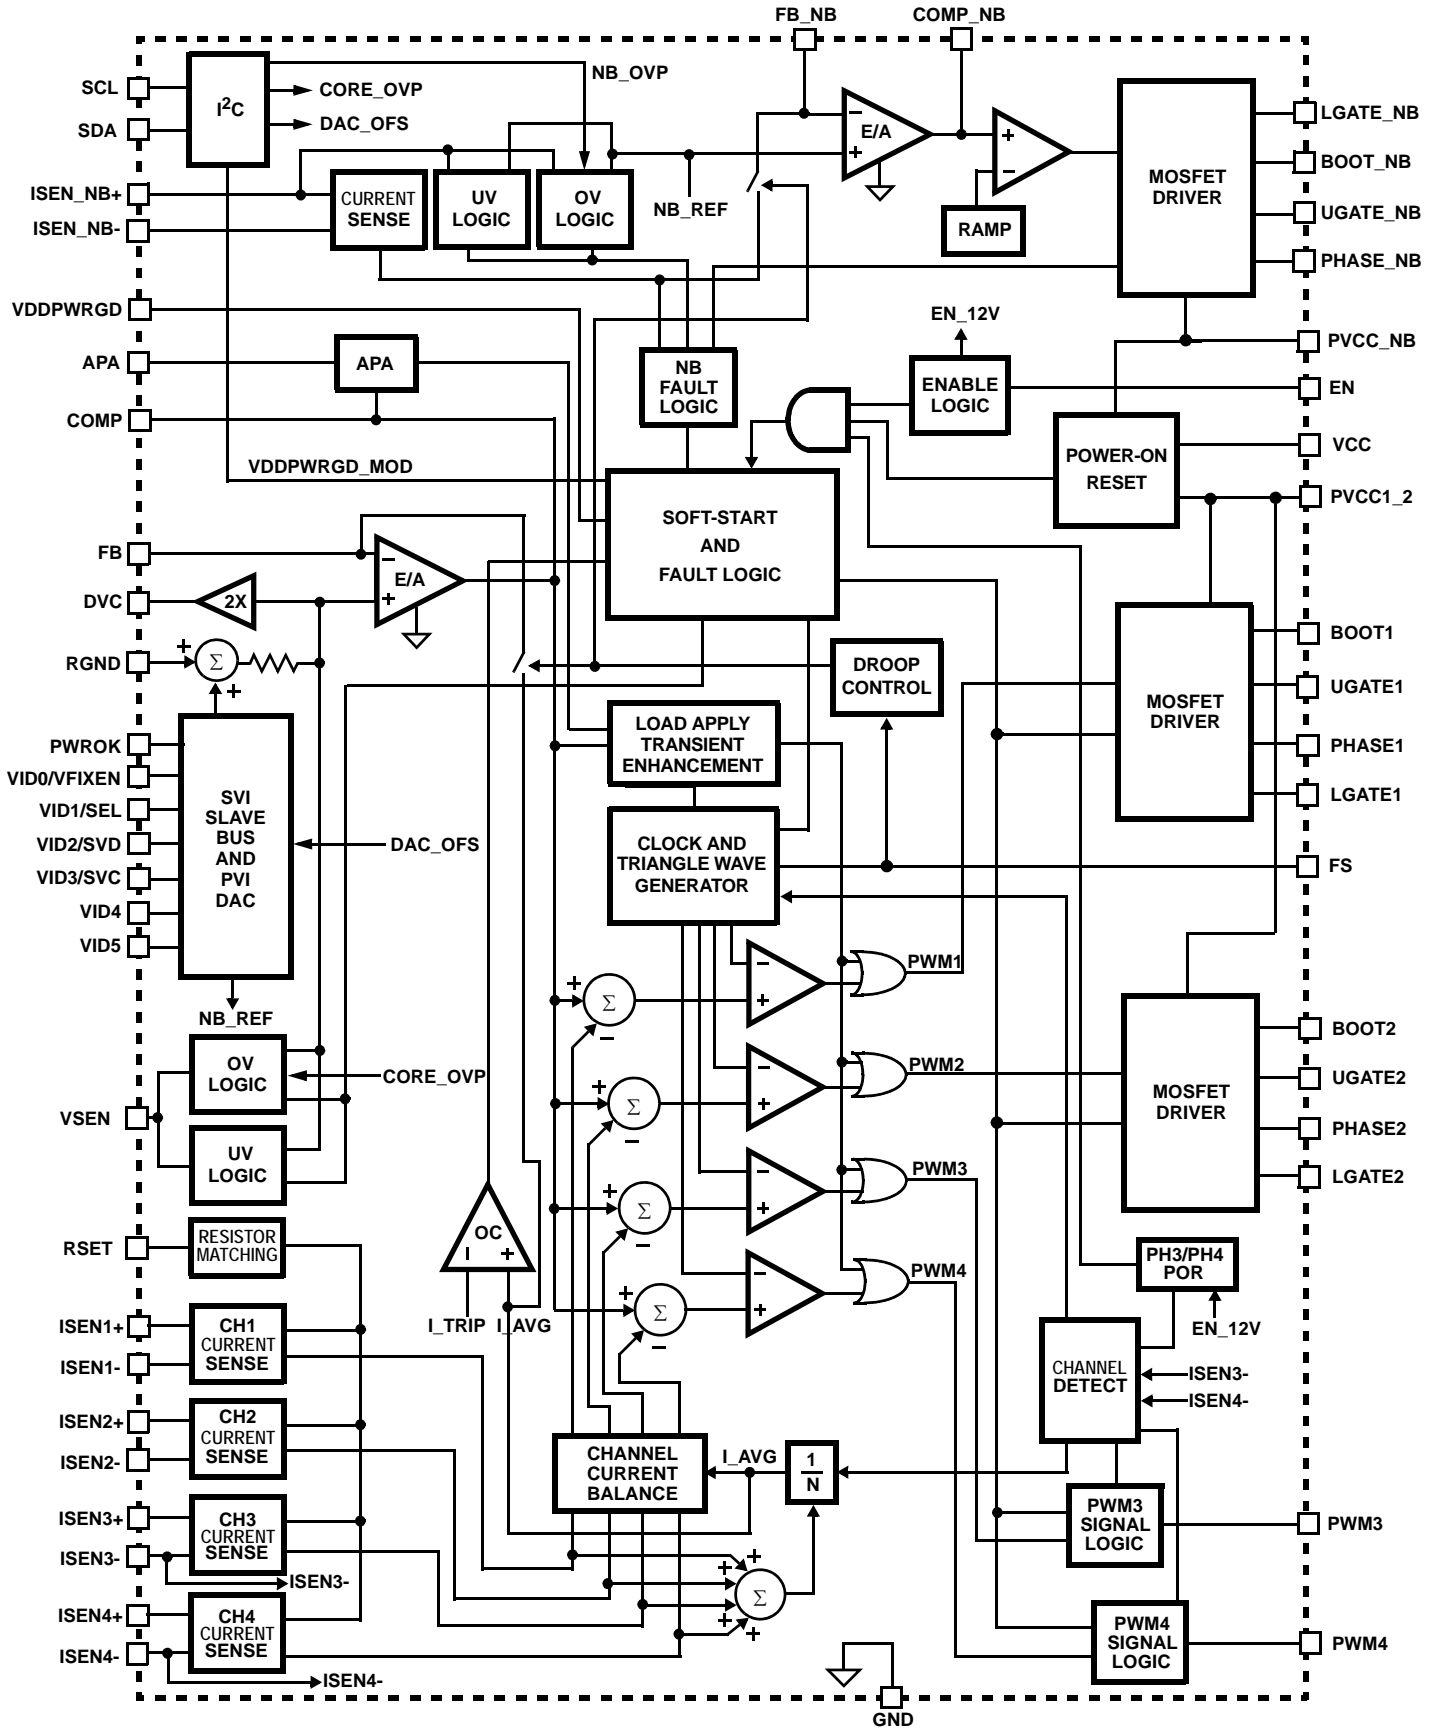 FB_NB
COMP_NB
SCL
SDA
I2C
CORE_OVP
DAC_OFS
NB_OVP
ISEN_NB+
ISEN_NB-
CURRENT
SENSE
UV
LOGIC
OV
LOGIC
NB_REF
−
E/A
+
+
−
RAMP
MOSFET
DRIVER
LGATE_NB
BOOT_NB
UGATE_NB
PHASE_NB
VDDPWRGD
APA
APA
COMP
NB
FAULT
LOGIC
EN_12V
ENABLE
LOGIC
PVCC_NB
EN
POWER-ON
RESET
VCC
PVCC1_2
VDDPWRGD_MOD
SOFT-START
AND
FAULT LOGIC
FB
DVC
2X
−
E/A
+
RGND
+
Σ
+
DROOP
CONTROL
MOSFET
DRIVER
BOOT1
UGATE1
PHASE1
LGATE1
LOAD APPLY
TRANSIENT
ENHANCEMENT
PWROK
VID0/VFIXEN
VID1/SEL
VID2/SVD
VID3/SVC
VID4
VID5
SVI
SLAVE
BUS
AND
PVI
DAC
DAC_OFS
NB_REF
CLOCK AND
TRIANGLE WAVE
GENERATOR
FS
+
Σ
−
−
+
PWM1
+
Σ
−
−
+
PWM2
+
Σ
−
−
+
PWM3
+
Σ
−
−
+
PWM4
MOSFET
DRIVER
BOOT2
UGATE2
PHASE2
LGATE2
VSEN
OV
LOGIC
CORE_OVP
UV
LOGIC
RSET
RESISTOR
MATCHING
OC
−
+
I_TRIP
I_AVG
PH3/PH4
POR
EN_12V
CHANNEL
DETECT
ISEN3-
ISEN4-
ISEN1+
ISEN1-
CH1
CURRENT
SENSE
ISEN2+
ISEN2-
CH2
CURRENT
SENSE
ISEN3+
ISEN3-
CH3
CURRENT
SENSE
ISEN3-
ISEN4+
ISEN4-
CH4
CURRENT
SENSE
ISEN4-
CHANNEL
CURRENT
BALANCE
I_AVG
1
N
+
+
Σ
+
+
PWM3
SIGNAL
LOGIC
PWM3
PWM4
SIGNAL
LOGIC
PWM4
GND